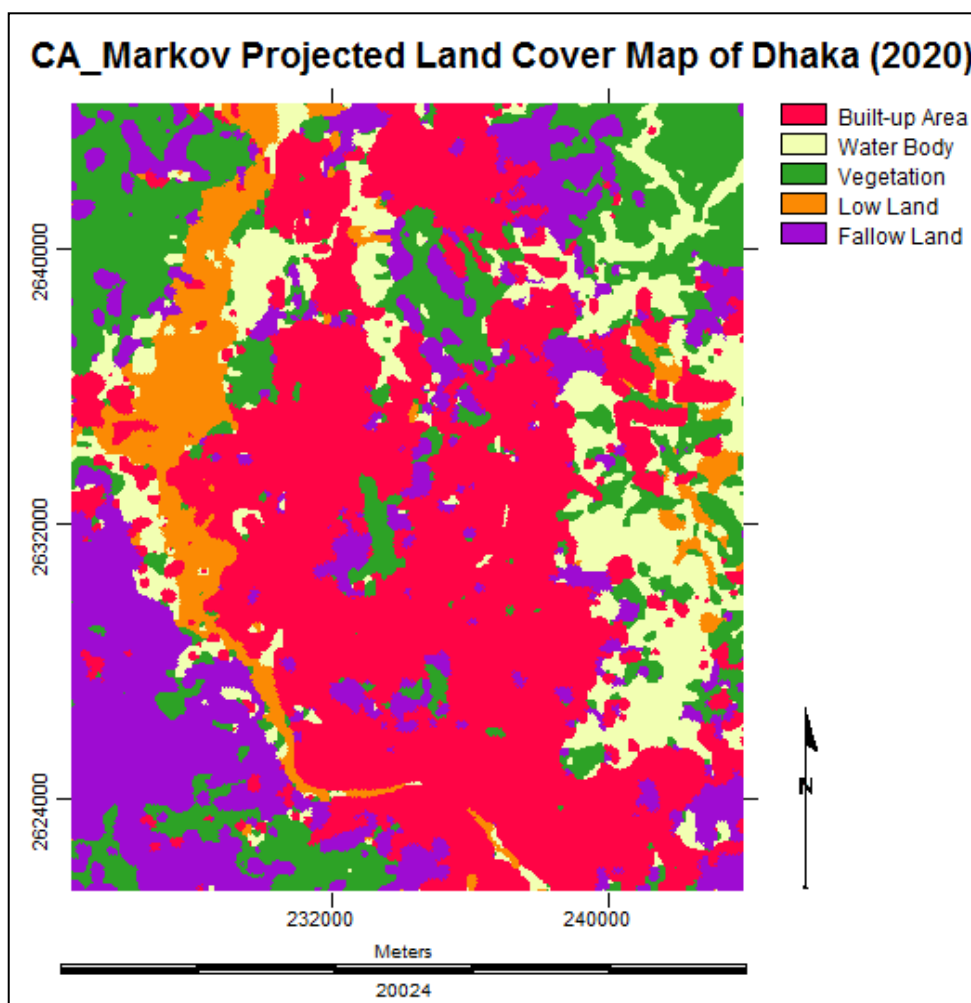 CA_Markov Projected Land Cover Map of Dhaka (2020)
Built-up Area
Water Body
Vegetation
Low Land
Fallow Land
2640000
2632000
2624000
232000 240000
Meters
20024
N